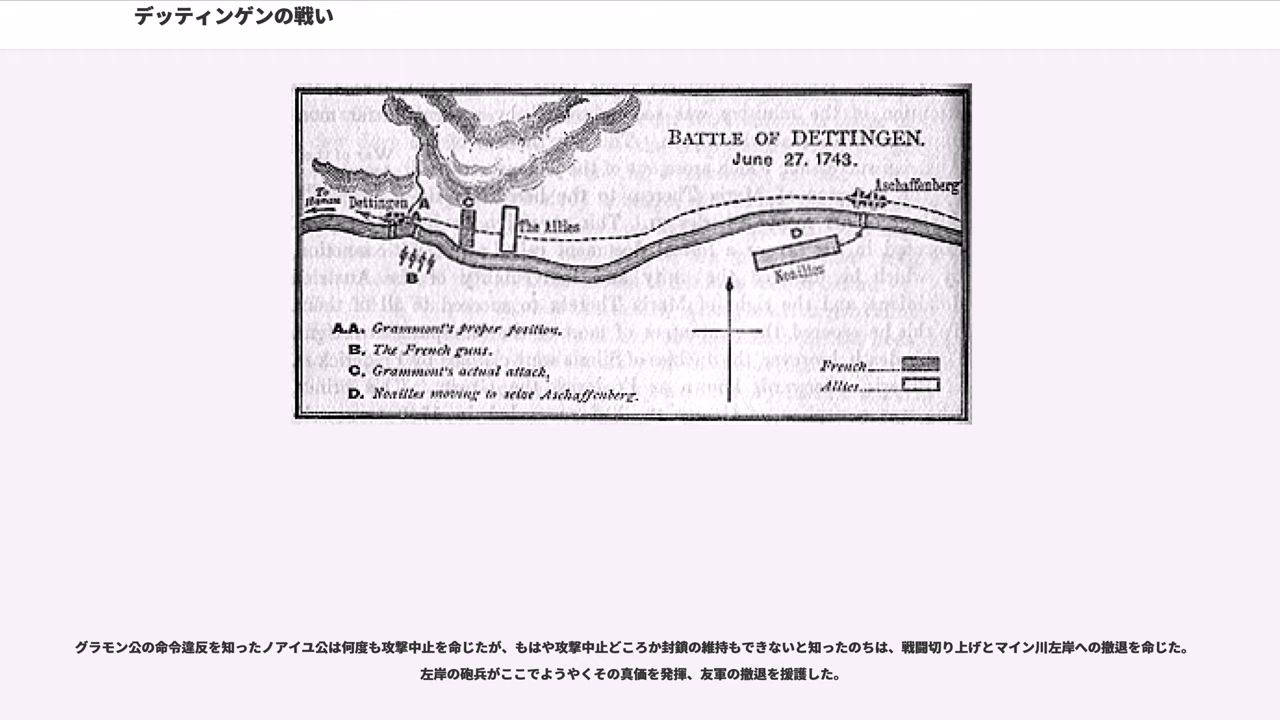 デッティンゲンの戦い
BATTLE OF DETTINGEN.
June 27. 1743.
Aschaffenberg
To
Dettingen
A
C
A
The Allies
D
Noailles
B
A.A. Grammont's proper position.
B. The French guns.
C. Grammont's actual attack,
D. Noailles moving to seize Aschaffenberg.
French
Allies
グラモン公の命令違反を知ったノアイユ公は何度も攻撃中止を命じたが、もはや攻撃中止どころか封鎖の維持もできないと知ったのちは、戦闘切り上げとマイン川左岸への撤退を命じた。
左岸の砲兵がここでようやくその真価を発揮、友軍の撤退を援護した。